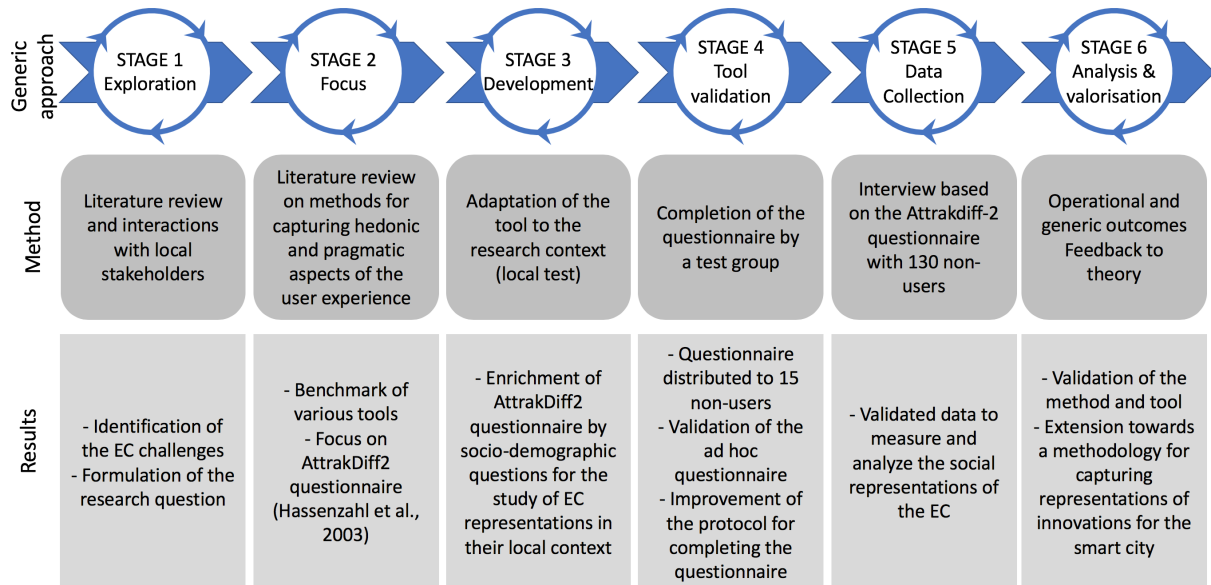 Generic
approach
STAGE 1
Exploration
STAGE 2
Focus
STAGE 3
Development
STAGE 4
Tool
validation
STAGE 5
Data
Collection
STAGE 6
Analysis &
valorisation
Method
Literature review
and interactions
with local
stakeholders
Literature review
on methods for
capturing hedonic
and pragmatic
aspects of the
user experience
Adaptation of the
tool to the
research context
(local test)
Completion of the
questionnaire by
a test group
Interview based
on the Attrakdiff-2
questionnaire
with 130 non-
users
Operational and
generic outcomes
Feedback to
theory
Results
- Identification of
the EC challenges
- Formulation of the
research question
- Benchmark of
various tools
- Focus on
AttrakDiff2
questionnaire
(Hassenzahl et al.,
2003)
- Enrichment of
AttrakDiff2
questionnaire by
socio-demographic
questions for the
study of EC
representations in
their local context
- Questionnaire
distributed to 15
non-users
- Validation of the
ad hoc
questionnaire
- Improvement of
the protocol for
completing the
questionnaire
- Validated data to
measure and
analyze the social
representations of
the EC
- Validation of the
method and tool
- Extension towards
a methodology for
capturing
representations of
innovations for the
smart city